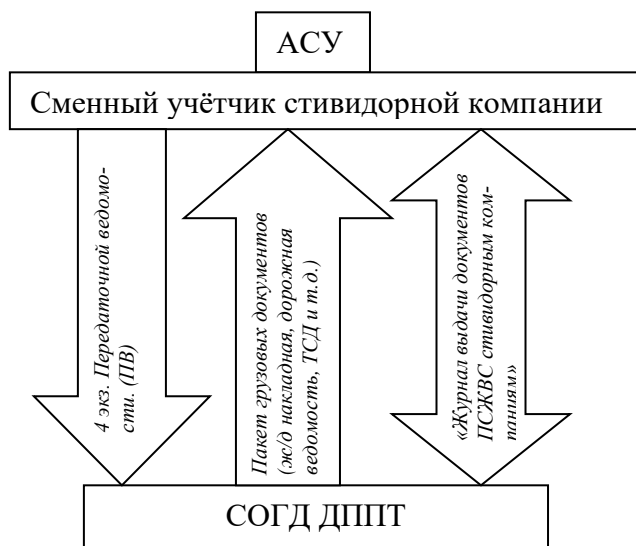 АСУ
Сменный учётчик стивидорной компании
4 экз. Передаточной ведомо-
сти. (ПВ)
Пакет грузовых документов
(ж/д накладная, дорожная
ведомость, ТСД и т.д.)
«Журнал выдачи документов
ПСЖВС стивидорным ком-
паниям»
СОГД ДППТ